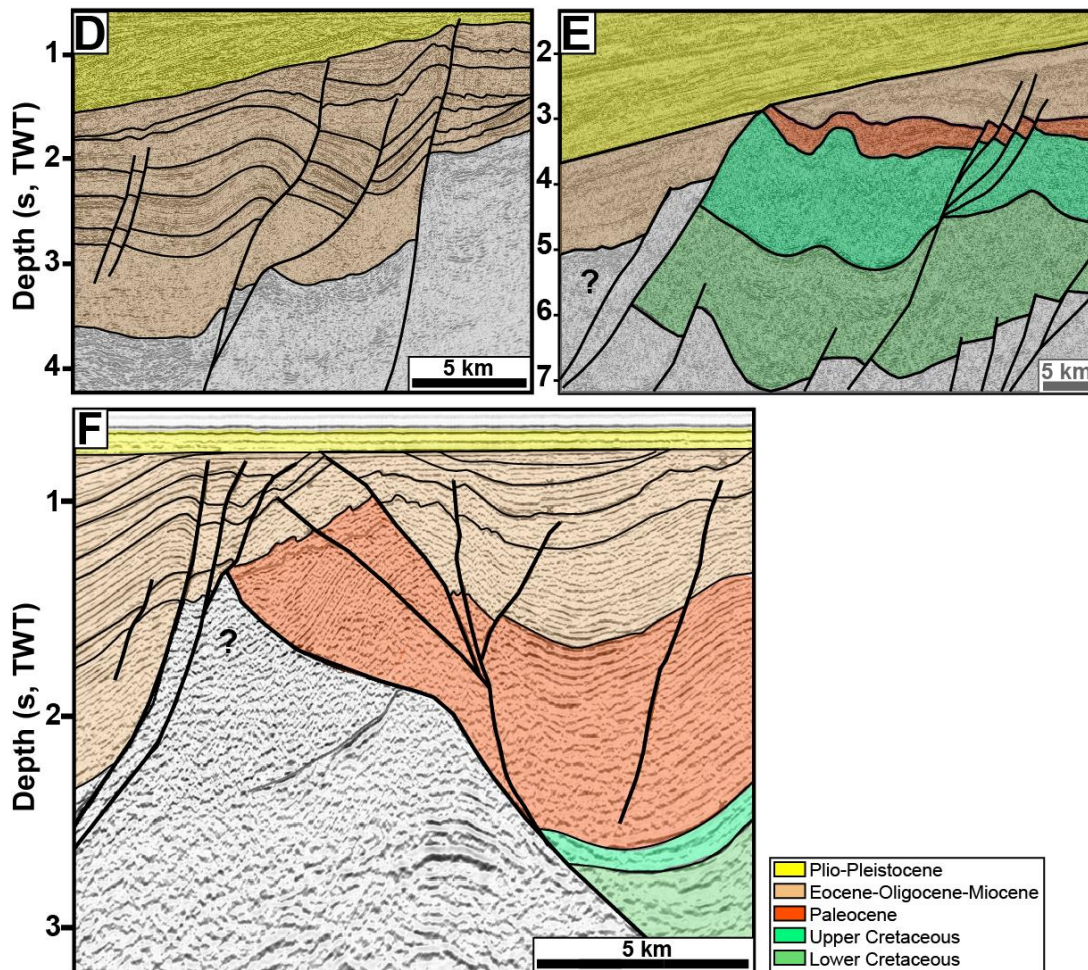 D
E
Depth (s, TWT)
1
2
3
4
5 km
2
3
4
5
6
7
?
5 km
F
Depth (s, TWT)
1
2
3
?
5 km
Plio-Pleistocene
Eocene-Oligocene-Miocene
Paleocene
Upper Cretaceous
Lower Cretaceous